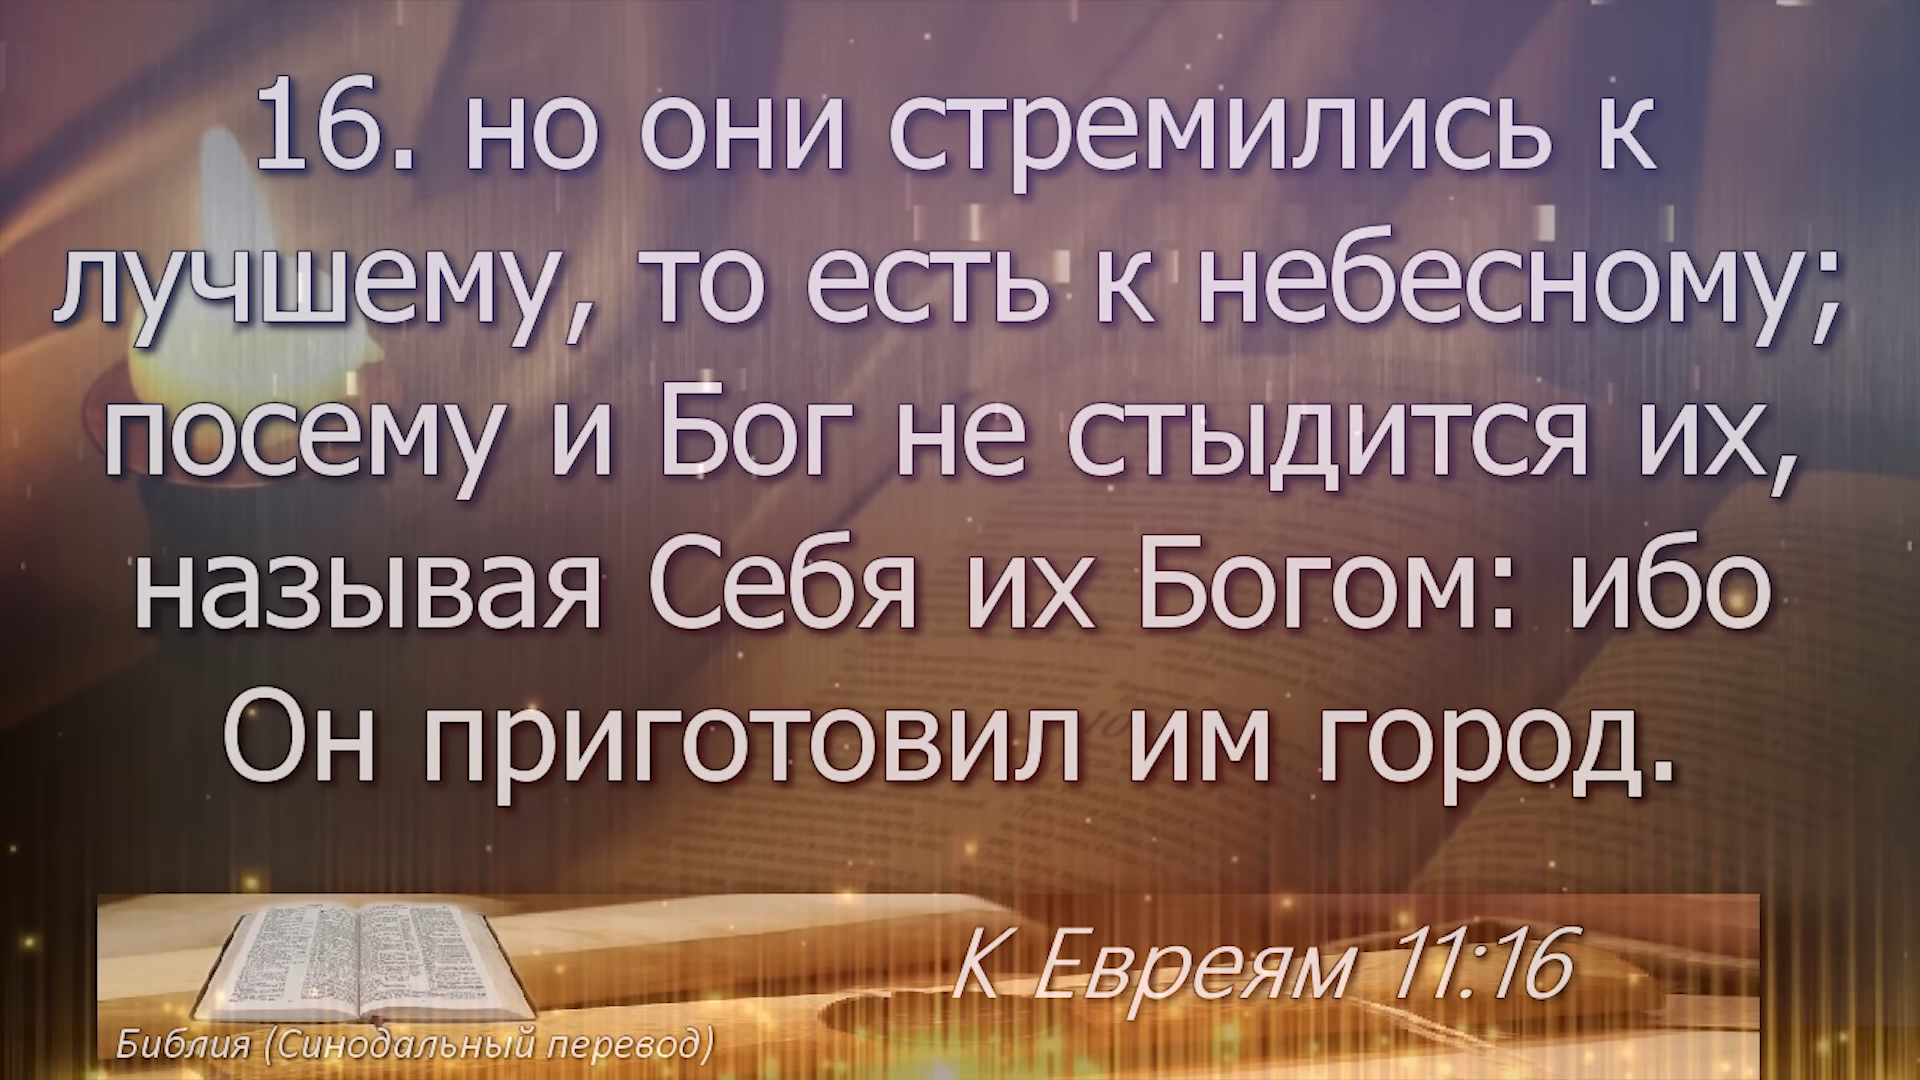 16. но они стремились к
лучшему, то есть к небесному;
посему и Бог не стыдится их,
называя Себя их Богом: ибо
Он приготовил им город.
К Евреям 11:16
Библия (Синодальный перевод)